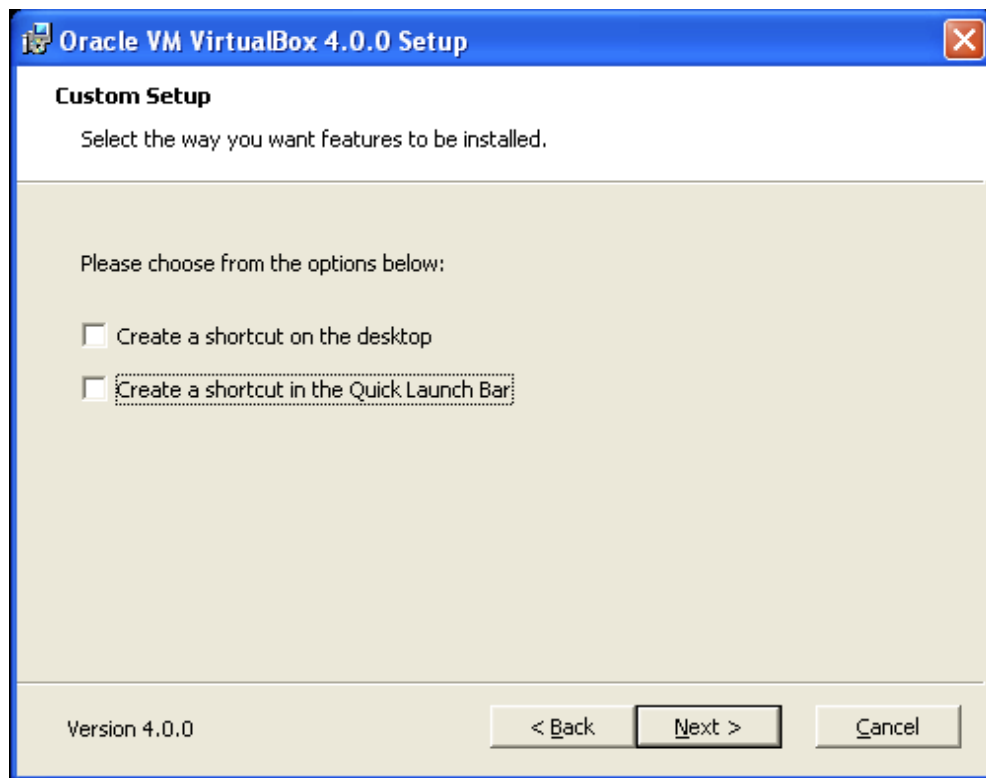 Oracle VM VirtualBox 4.0.0 Setup
Custom Setup
Select the way you want features to be installed.
Please choose from the options below:
Create a shortcut on the desktop
Create a shortcut in the Quick Launch Bar
Version 4.0.0
< Back
Next >
Cancel